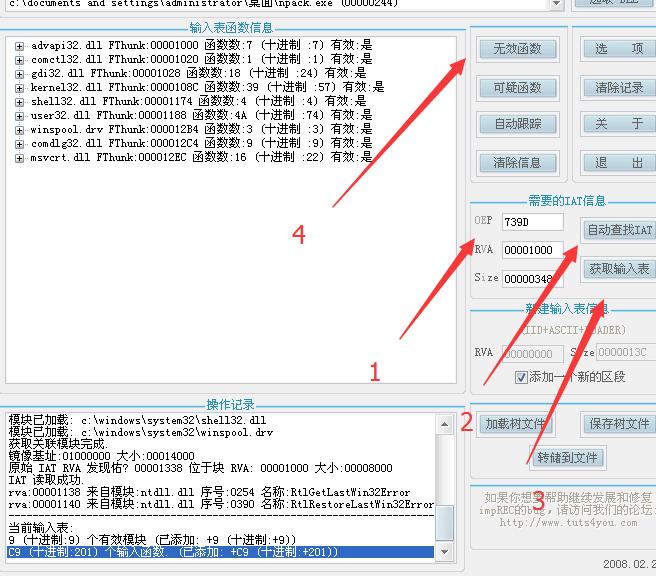 c:\documents and settings\administrator\桌面\npack.exe (00000244)
输入表函数信息
advapi32.dll FThunk:00001000 函数数:7 (十进制 :7) 有效:是
comctl32.dll FThunk:00001020 函数数:1 (十进制 :1) 有效:是
gdi32.dll FThunk:00001028 函数数:18 (十进制 :24) 有效:是
kernel32.dll FThunk:0000108C 函数数:39 (十进制 :57) 有效:是
shell32.dll FThunk:00001174 函数数:4 (十进制 :4) 有效:是
user32.dll FThunk:00001188 函数数:4A (十进制 :74) 有效:是
winspool.drv FThunk:000012B4 函数数:3 (十进制 :3) 有效:是
comdlg32.dll FThunk:000012C4 函数数:9 (十进制 :9) 有效:是
msvcrt.dll FThunk:000012EC 函数数:16 (十进制 :22) 有效:是
无效函数 选 项
可疑函数 清除记录
自动跟踪 关 于
清除信息 退 出
4
需要的IAT信息
OEP 739D 自动查找IAT
RVA 00001000
Size 00000348 获取输入表
新建输入表信息
(IID+ASCII+LOADER)
RVA 00000000 Size 0000013C
添加一个新的区段
1
2
3
加载树文件 保存树文件
转储到文件
如果你想要帮助继续发展和修复
impREC的bug,请访问我们的论坛:
http://www.tuts4you.com
2008.02.2
操作记录
模块已加载: c:\windows\system32\shell32.dll
模块已加载: c:\windows\system32\winspool.drv
获取关联模块完成.
镜像基址:01000000 大小:00014000
原始 IAT RVA 发现佑? 00001338 位于块 RVA: 00001000 大小:00008000
IAT 读取成功.
rva:00001138 来自模块:ntdll.dll 序号:0254 名称:RtlGetLastWin32Error
rva:00001140 来自模块:ntdll.dll 序号:0390 名称:RtlRestoreLastWin32Error
当前输入表:
9 (十进制:9) 个有效模块 (已添加: +9 (十进制:+9))
C9 (十进制:201) 个输入函数. (已添加: +C9 (十进制:+201))